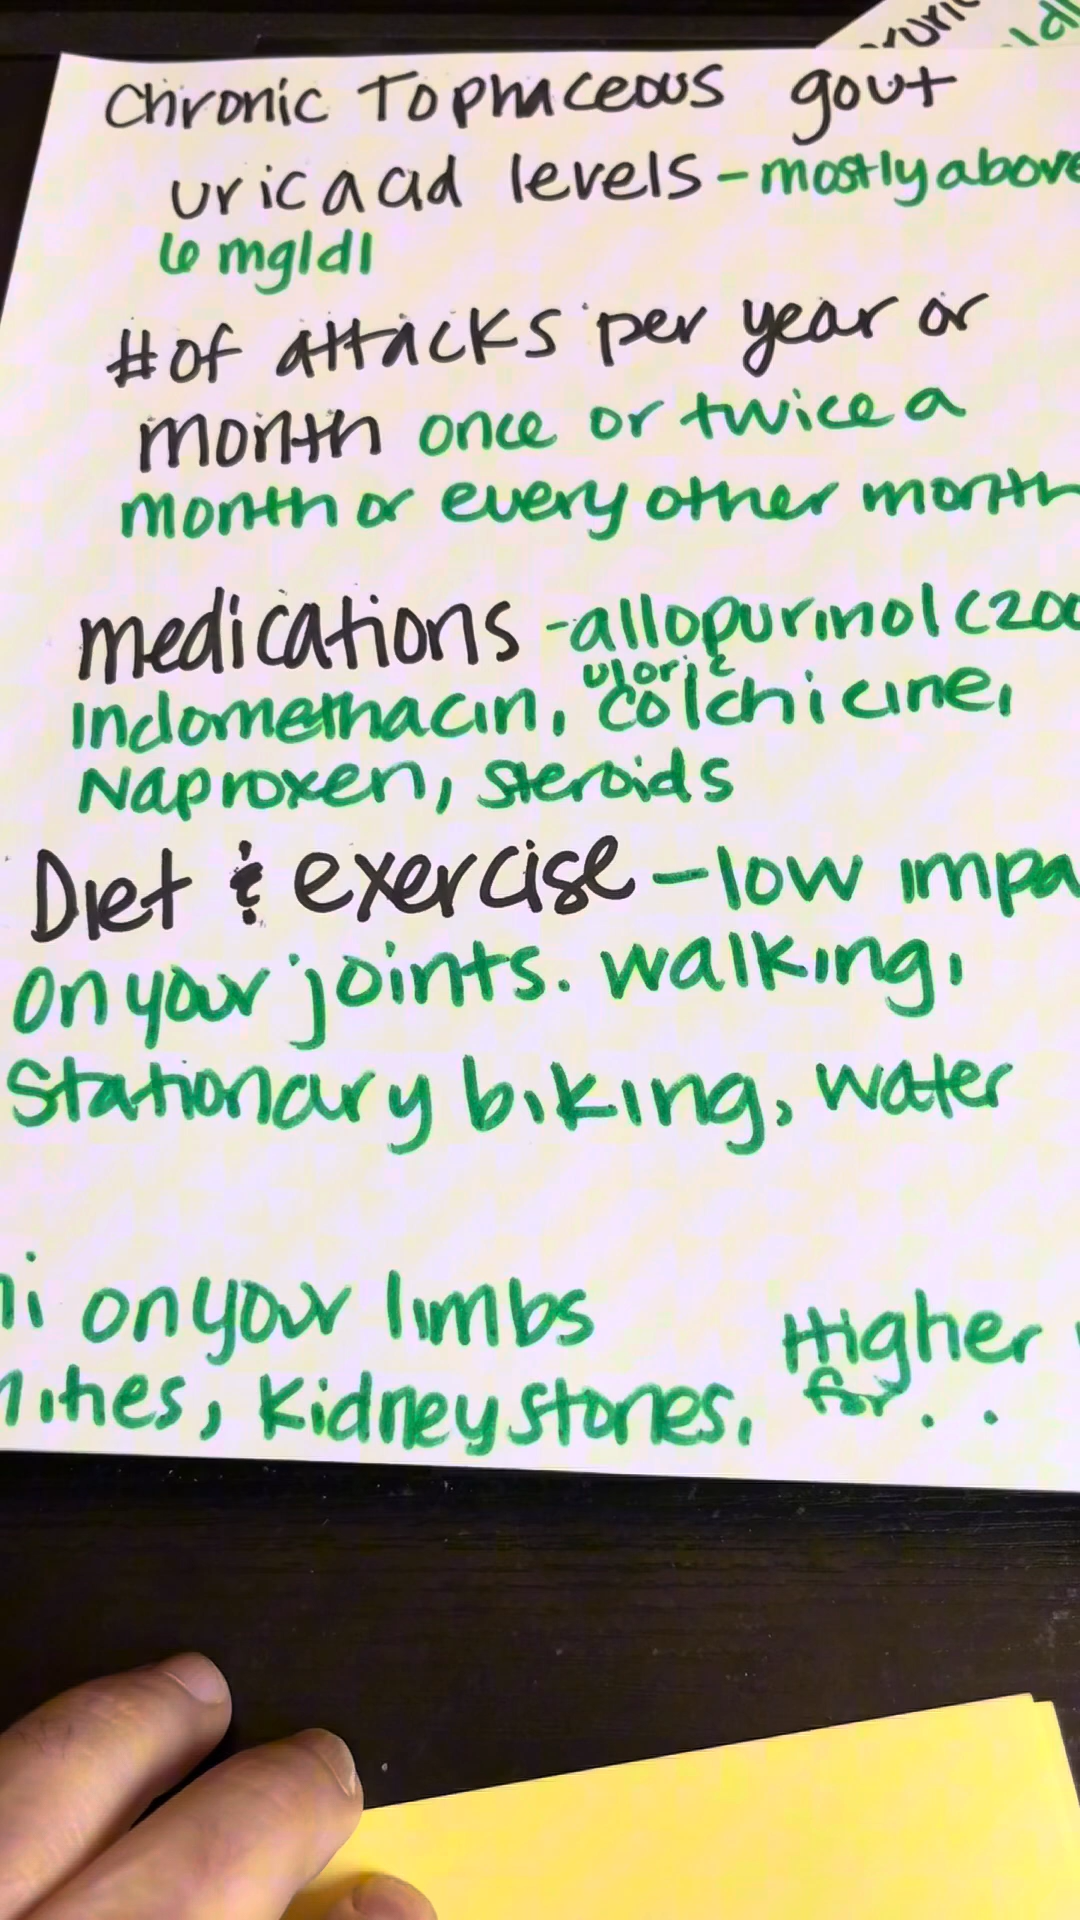 Chronic Tophaceous gout
uric acid levels - mostly above
6 mg/dl
# of attacks per year or
month once or twice a
month or every other month
medications - allopurinol (200
uloric
Indomethacin, colchicine,
Naproxen, Steroids
Diet & exercise - low impa
on your joints. walking,
Stationary biking, water
on your limbs
Kidney stones,
Higher
for . .